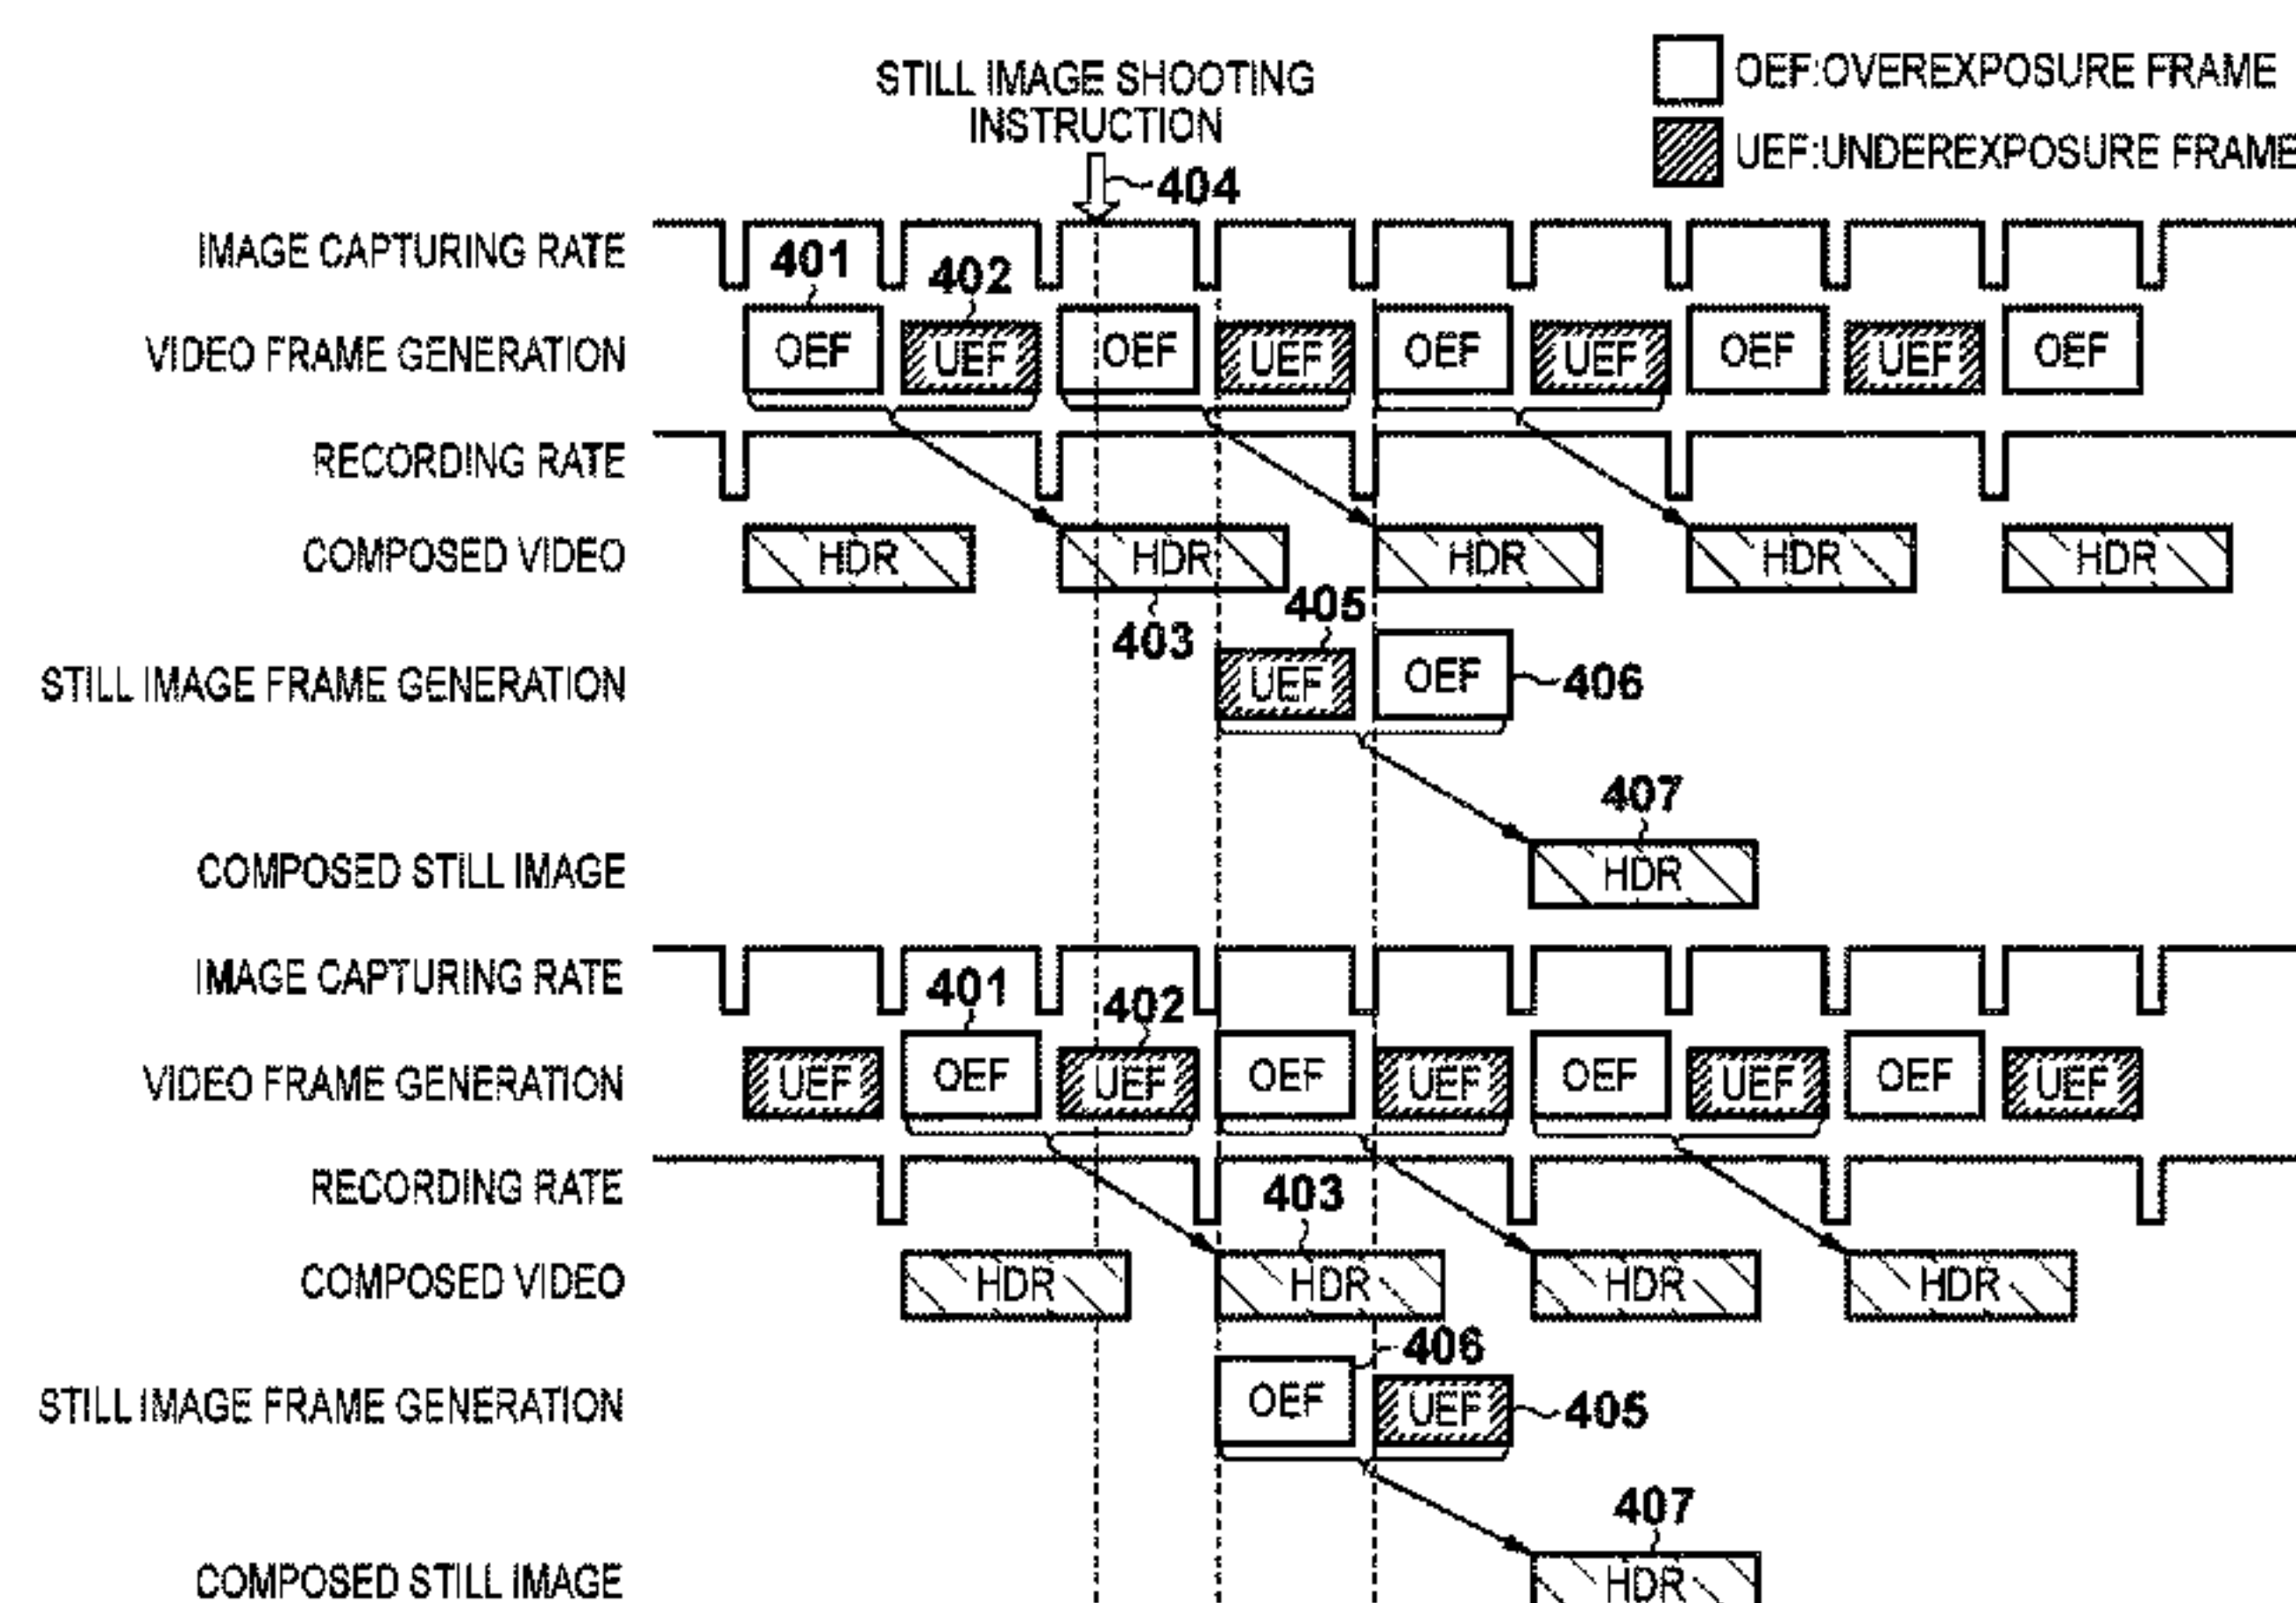 STILL IMAGE SHOOTING
INSTRUCTION
404
OEF:OVEREXPOSURE FRAME
UEF:UNDEREXPOSURE FRAME
IMAGE CAPTURING RATE
401
402
VIDEO FRAME GENERATION
OEF UEF OEF UEF OEF UEF OEF UEF OEF
RECORDING RATE
COMPOSED VIDEO
HDR HDR HDR HDR HDR
403
405
STILL IMAGE FRAME GENERATION
UEF OEF
406
407
COMPOSED STILL IMAGE
HDR
IMAGE CAPTURING RATE
401
402
VIDEO FRAME GENERATION
UEF OEF UEF OEF UEF OEF UEF OEF UEF
RECORDING RATE
403
COMPOSED VIDEO
HDR HDR HDR HDR
406
STILL IMAGE FRAME GENERATION
OEF UEF
405
407
COMPOSED STILL IMAGE
HDR